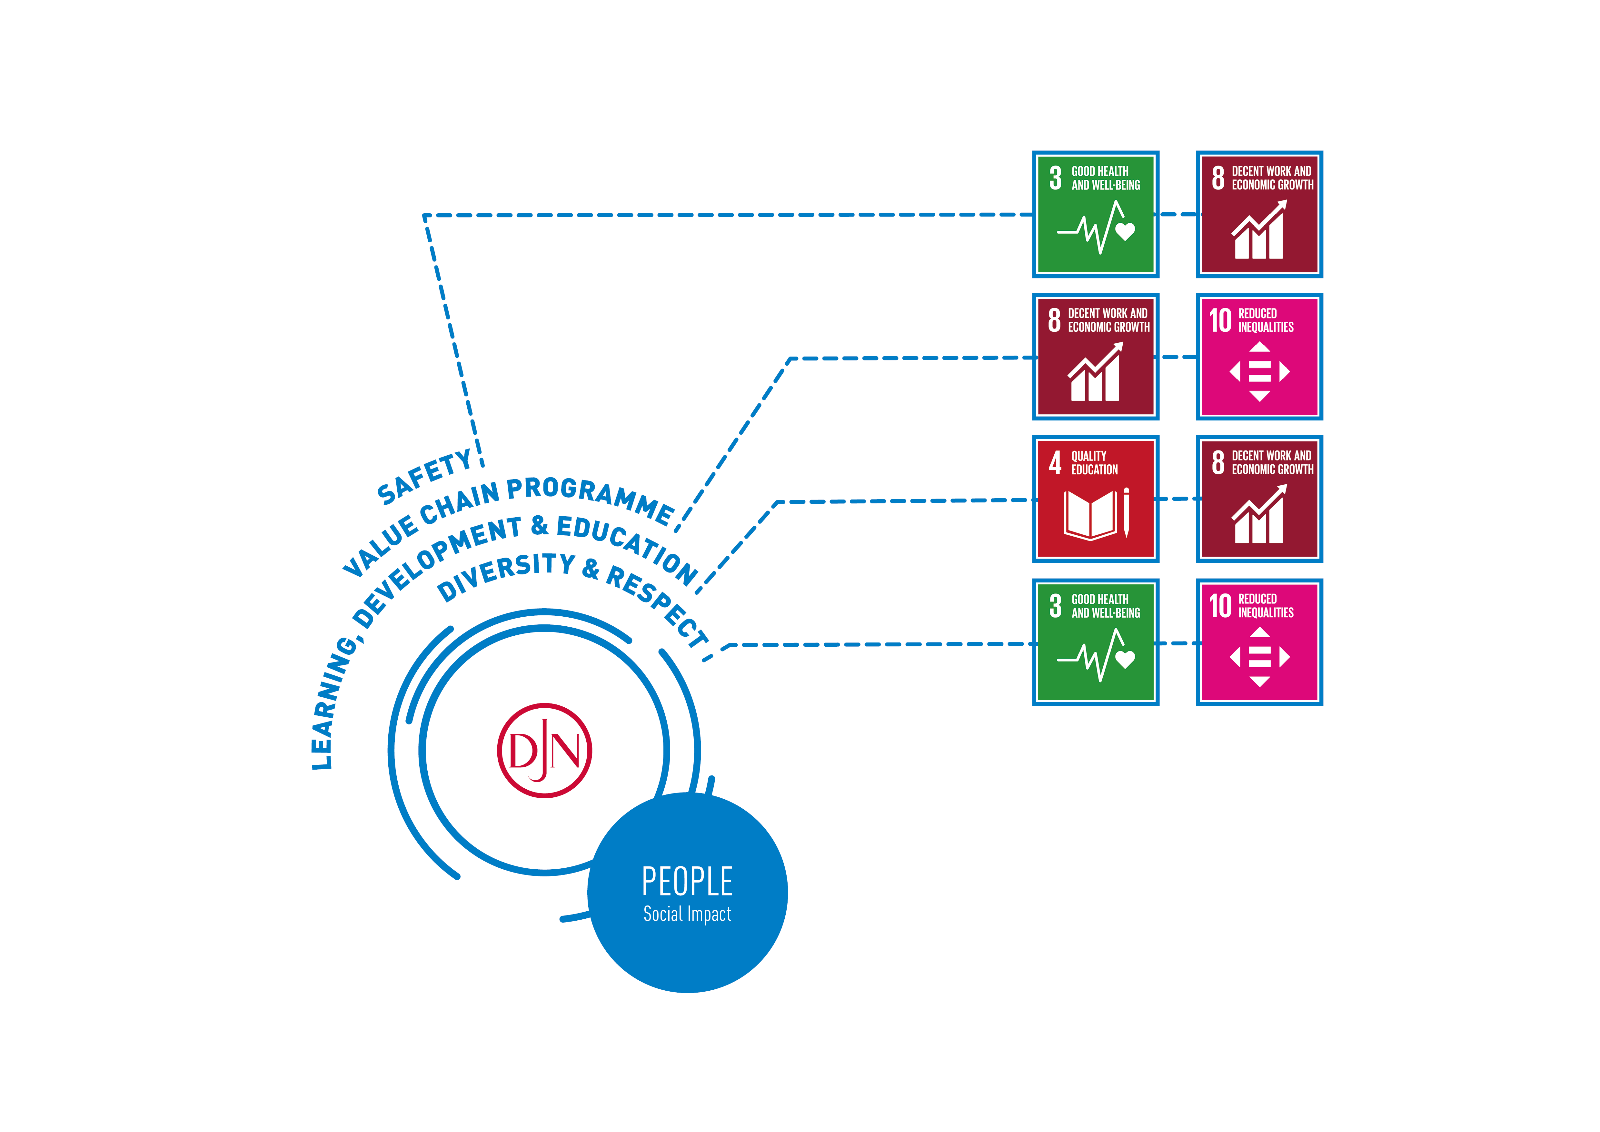 SAFETY
VALUE CHAIN PROGRAMME
LEARNING, DEVELOPMENT & EDUCATION
DIVERSITY & RESPECT
DJN
PEOPLE
Social Impact
3 GOOD HEALTH
AND WELL-BEING
8 DECENT WORK AND
ECONOMIC GROWTH
8 DECENT WORK AND
ECONOMIC GROWTH
10 REDUCED
INEQUALITIES
4 QUALITY
EDUCATION
8 DECENT WORK AND
ECONOMIC GROWTH
3 GOOD HEALTH
AND WELL-BEING
10 REDUCED
INEQUALITIES